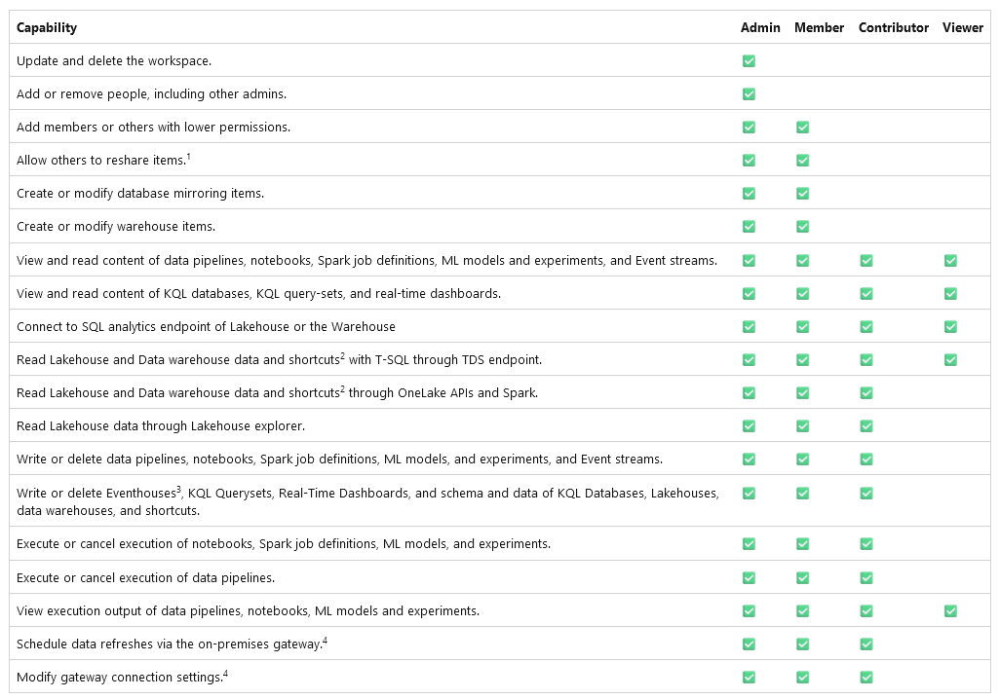 Capability Admin Member Contributor Viewer
Update and delete the workspace. ✅
Add or remove people, including other admins. ✅
Add members or others with lower permissions. ✅ ✅
Allow others to reshare items.¹ ✅ ✅
Create or modify database mirroring items. ✅ ✅
Create or modify warehouse items. ✅ ✅
View and read content of data pipelines, notebooks, Spark job definitions, ML models and experiments, and Event streams. ✅ ✅ ✅ ✅
View and read content of KQL databases, KQL query-sets, and real-time dashboards. ✅ ✅ ✅ ✅
Connect to SQL analytics endpoint of Lakehouse or the Warehouse ✅ ✅ ✅ ✅
Read Lakehouse and Data warehouse data and shortcuts² with T-SQL through TDS endpoint. ✅ ✅ ✅ ✅
Read Lakehouse and Data warehouse data and shortcuts² through OneLake APIs and Spark. ✅ ✅ ✅
Read Lakehouse data through Lakehouse explorer. ✅ ✅ ✅
Write or delete data pipelines, notebooks, Spark job definitions, ML models, and experiments, and Event streams. ✅ ✅ ✅
Write or delete Eventhouses³, KQL Querysets, Real-Time Dashboards, and schema and data of KQL Databases, Lakehouses, ✅ ✅ ✅
data warehouses, and shortcuts.
Execute or cancel execution of notebooks, Spark job definitions, ML models, and experiments. ✅ ✅ ✅
Execute or cancel execution of data pipelines. ✅ ✅ ✅
View execution output of data pipelines, notebooks, ML models and experiments. ✅ ✅ ✅ ✅
Schedule data refreshes via the on-premises gateway.⁴ ✅ ✅ ✅
Modify gateway connection settings.⁴ ✅ ✅ ✅